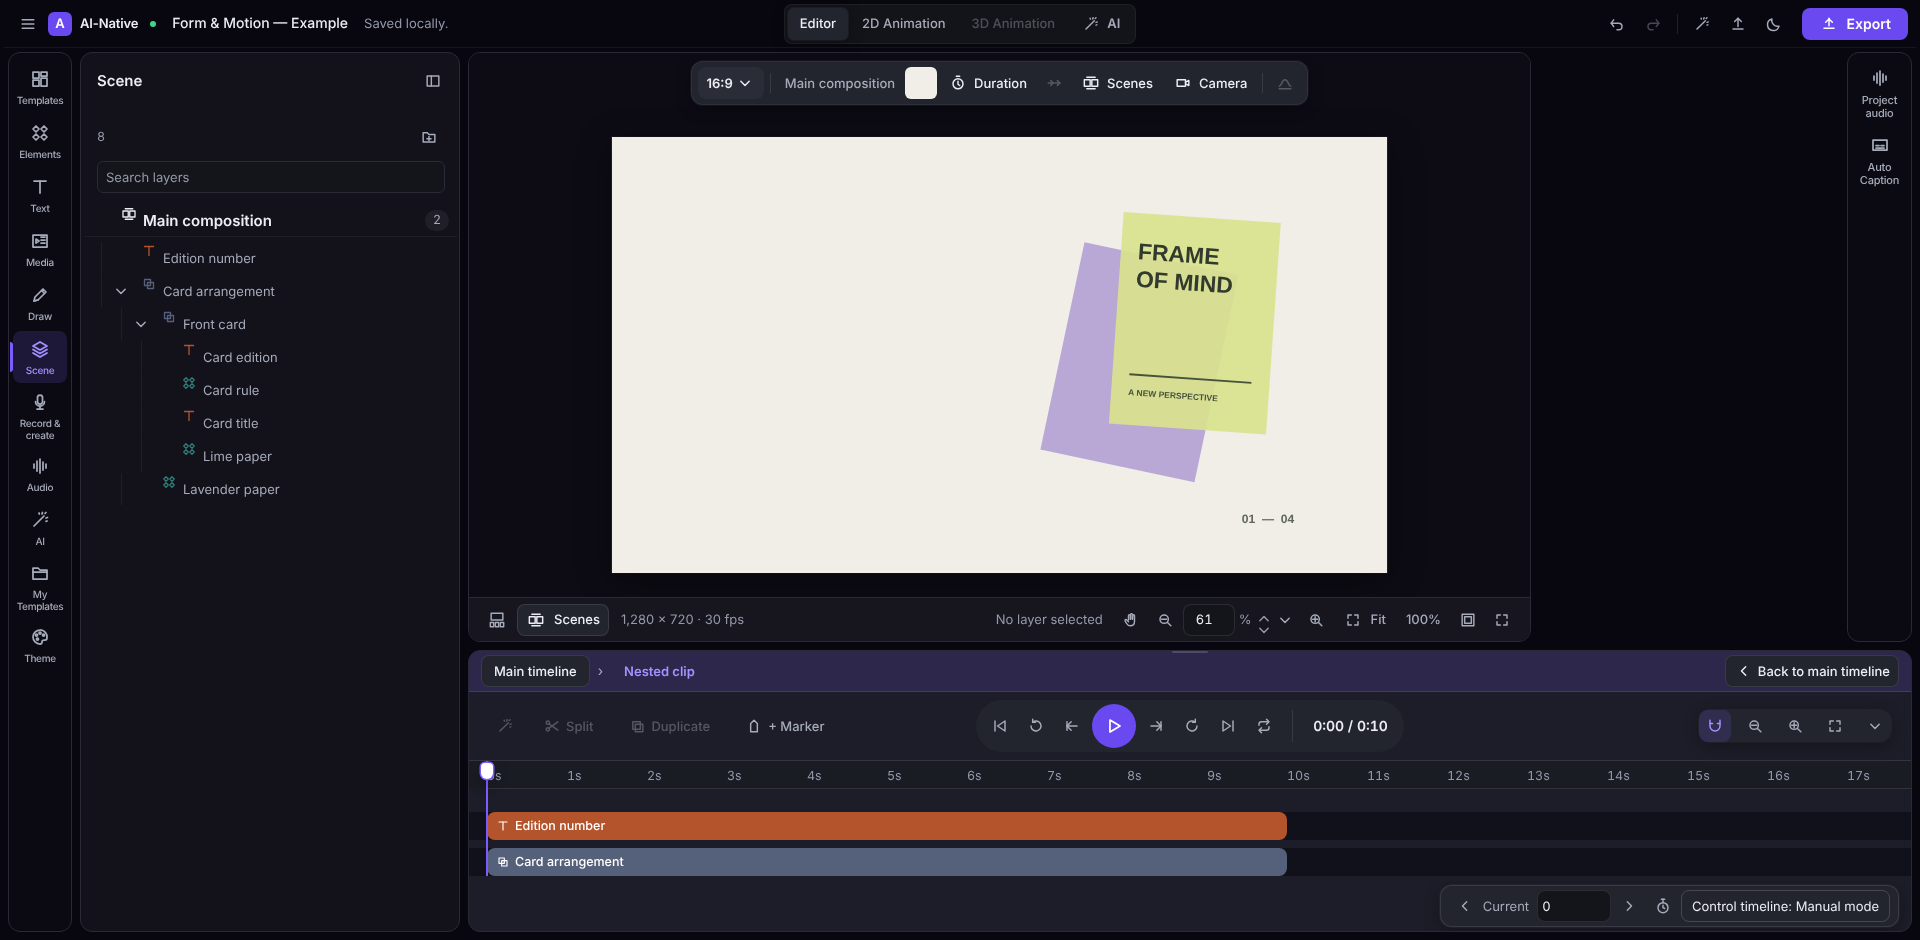 A
AI-Native
Form & Motion — Example
Saved locally.
Editor
2D Animation
3D Animation
AI
Export
Templates
Elements
Text
Media
Draw
Scene
Record &
create
Audio
AI
My
Templates
Theme
Scene
8
Search layers
Main composition
2
Edition number
Card arrangement
Front card
Card edition
Card rule
Card title
Lime paper
Lavender paper
16:9
Main composition
Duration
Scenes
Camera
FRAME
OF MIND
A NEW PERSPECTIVE
01 — 04
Project
audio
Auto
Caption
Scenes
1,280 × 720 · 30 fps
No layer selected
61
%
Fit
100%
Main timeline
›
Nested clip
Back to main timeline
Split
Duplicate
+ Marker
0:00 / 0:10
1s
2s
3s
4s
5s
6s
7s
8s
9s
10s
11s
12s
13s
14s
15s
16s
17s
Edition number
Card arrangement
Current
0
Control timeline: Manual mode